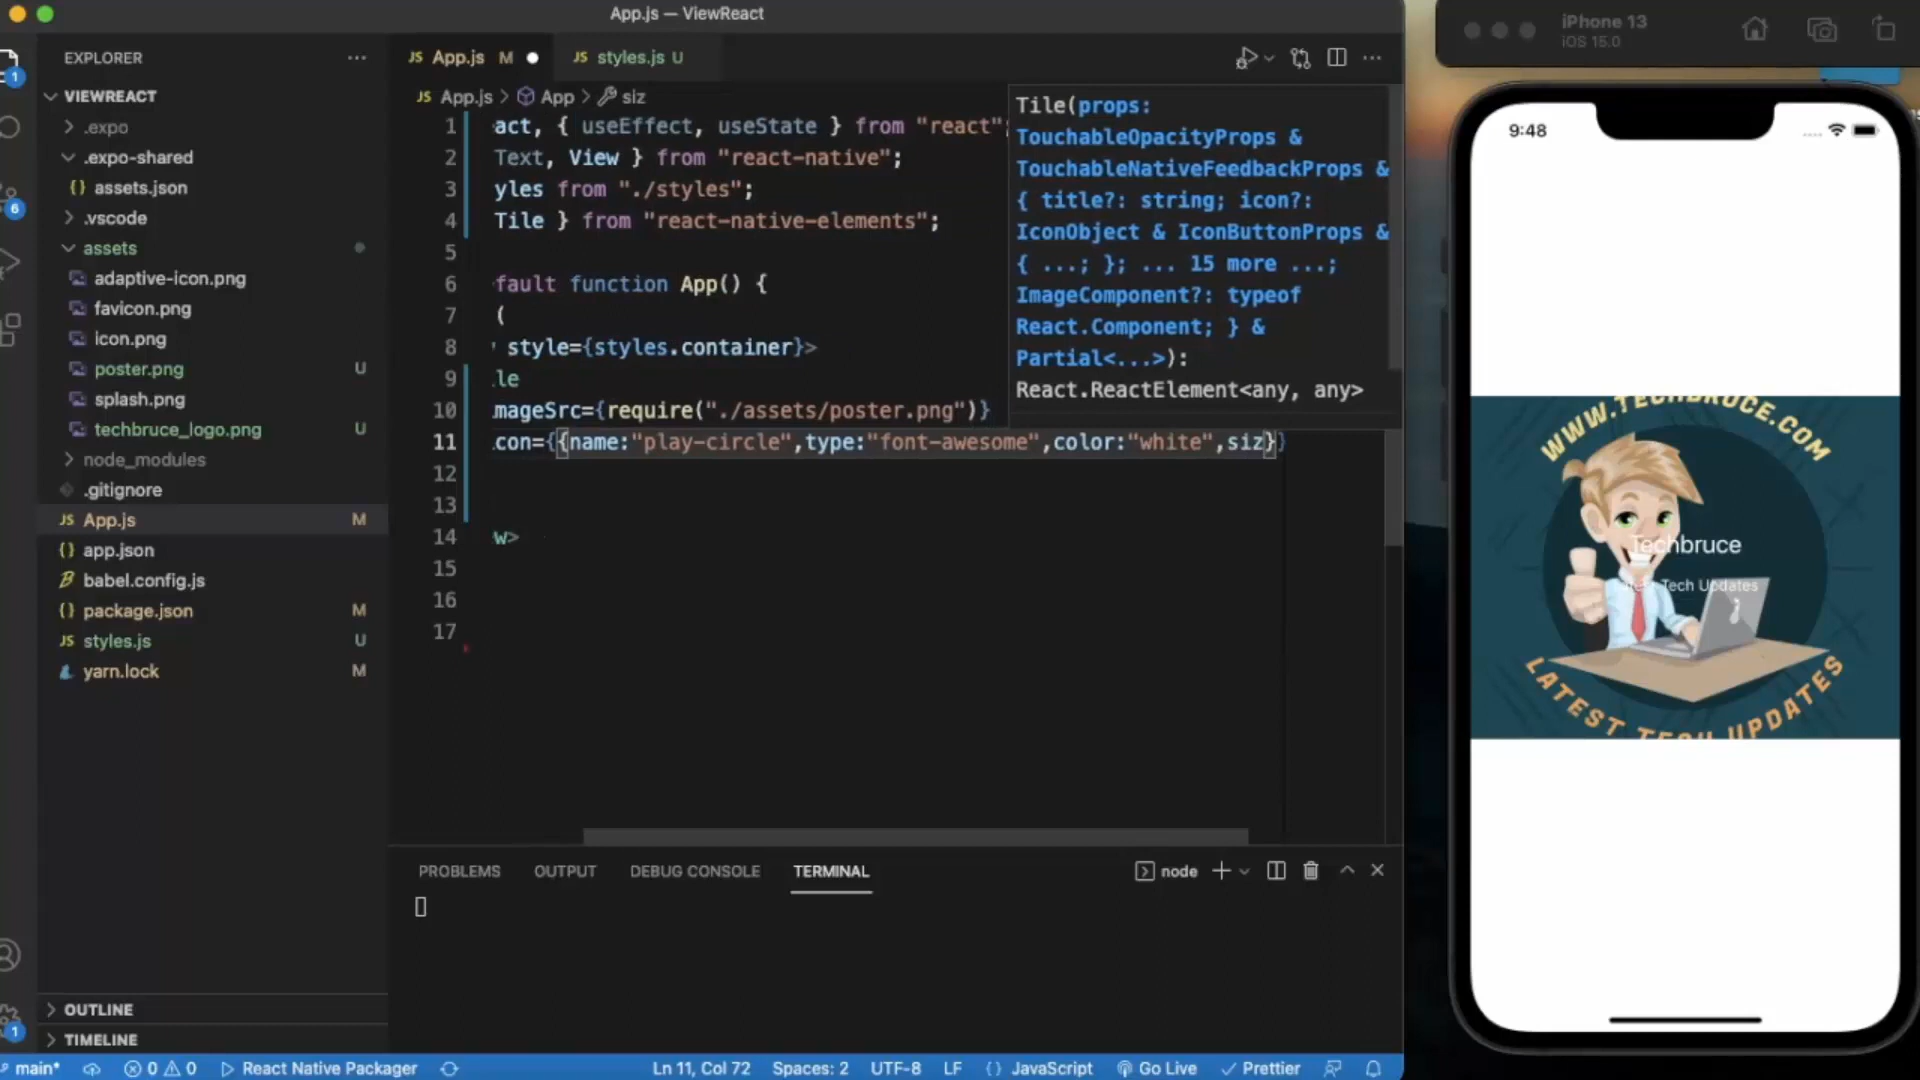 App.js — ViewReact
iPhone 13
iOS 15.0
EXPLORER
VIEWREACT
.expo
.expo-shared
{} assets.json
.vscode
assets
adaptive-icon.png
favicon.png
icon.png
poster.png U
splash.png
techbruce_logo.png U
node_modules
.gitignore
JS App.js M
{} app.json
babel.config.js
{} package.json M
JS styles.js U
yarn.lock M
OUTLINE
TIMELINE
1
6
1
JS App.js M
JS styles.js U
JS App.js > App > siz
1 act, { useEffect, useState } from "react";
2 Text, View } from "react-native";
3 yles from "./styles";
4 Tile } from "react-native-elements";
5
6 fault function App() {
7 (
8 style={styles.container}>
9 le
10 mageSrc={require("./assets/poster.png")}
11 con={{name:"play-circle",type:"font-awesome",color:"white",siz}}
12
13
14 w>
15
16
17
Tile(props:
TouchableOpacityProps &
TouchableNativeFeedbackProps &
{ title?: string; icon?:
IconObject & IconButtonProps &
{ ...; }; ... 15 more ...;
ImageComponent?: typeof
React.Component; } &
Partial<...>):
React.ReactElement<any, any>
PROBLEMS OUTPUT DEBUG CONSOLE TERMINAL
node
main* 0 0 React Native Packager
Ln 11, Col 72 Spaces: 2 UTF-8 LF {} JavaScript Go Live Prettier
9:48
WWW.TECHBRUCE.COM
Techbruce
Tech Updates
LATEST TECH UPDATES